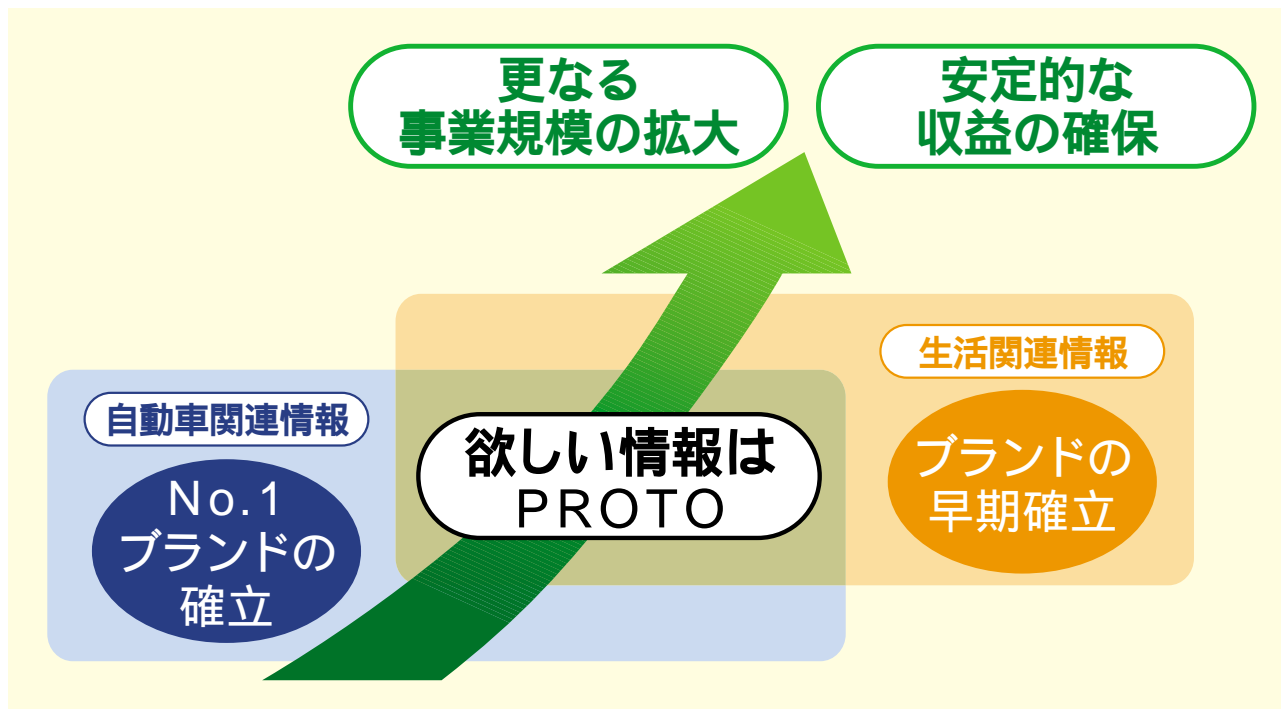 更なる
事業規模の拡大
安定的な
収益の確保
生活関連情報
ブランドの
早期確立
自動車関連情報
No.1
ブランドの
確立
欲しい情報は
PROTO